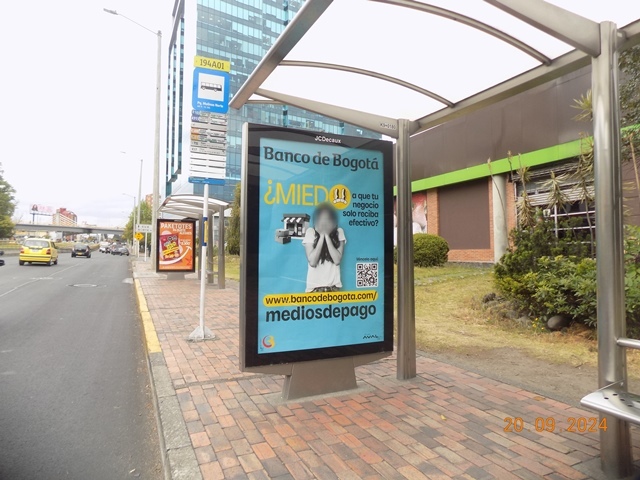 194A01
JCDecaux
Banco de Bogotá
¿MIEDO
a que tu
negocio
solo reciba
efectivo?
www.bancodebogota.com/
mediosdepago
20 09 2024